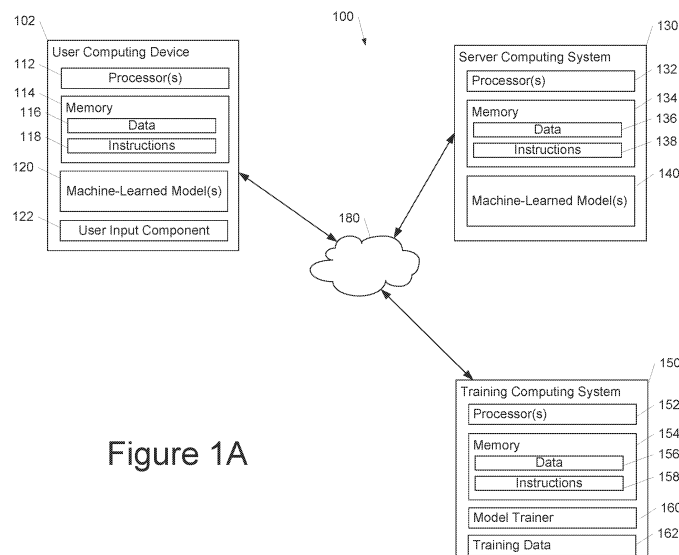 102
User Computing Device
112
Processor(s)
114
Memory
116
Data
118
Instructions
120
Machine-Learned Model(s)
122
User Input Component
100
180
130
Server Computing System
132
Processor(s)
134
Memory
136
Data
138
Instructions
140
Machine-Learned Model(s)
150
Training Computing System
152
Processor(s)
154
Memory
156
Data
158
Instructions
160
Model Trainer
162
Training Data
Figure 1A